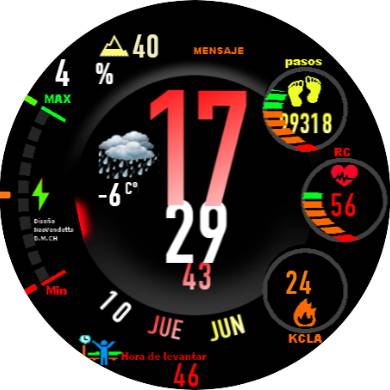 40
MENSAJE
pasos
4
%
MAX
17
29318
RC
-6 C°
56
Diseño
NeoVendetta
D.M.CH
29
43
24
Min
10
JUE
JUN
KCLA
Hora de levantar
46